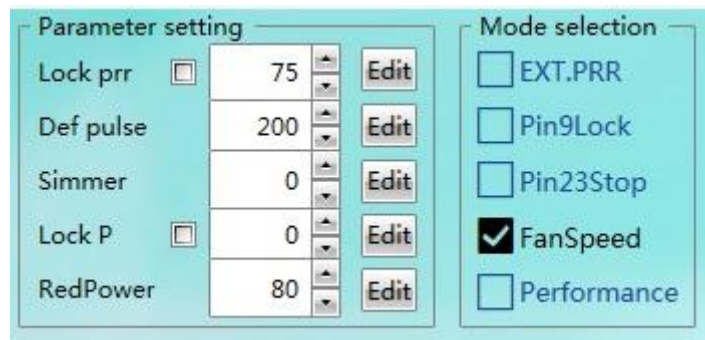 Parameter setting
Lock prr 75 Edit
Def pulse 200 Edit
Simmer 0 Edit
Lock P 0 Edit
RedPower 80 Edit
Mode selection
EXT.PRR
Pin9Lock
Pin23Stop
FanSpeed
Performance